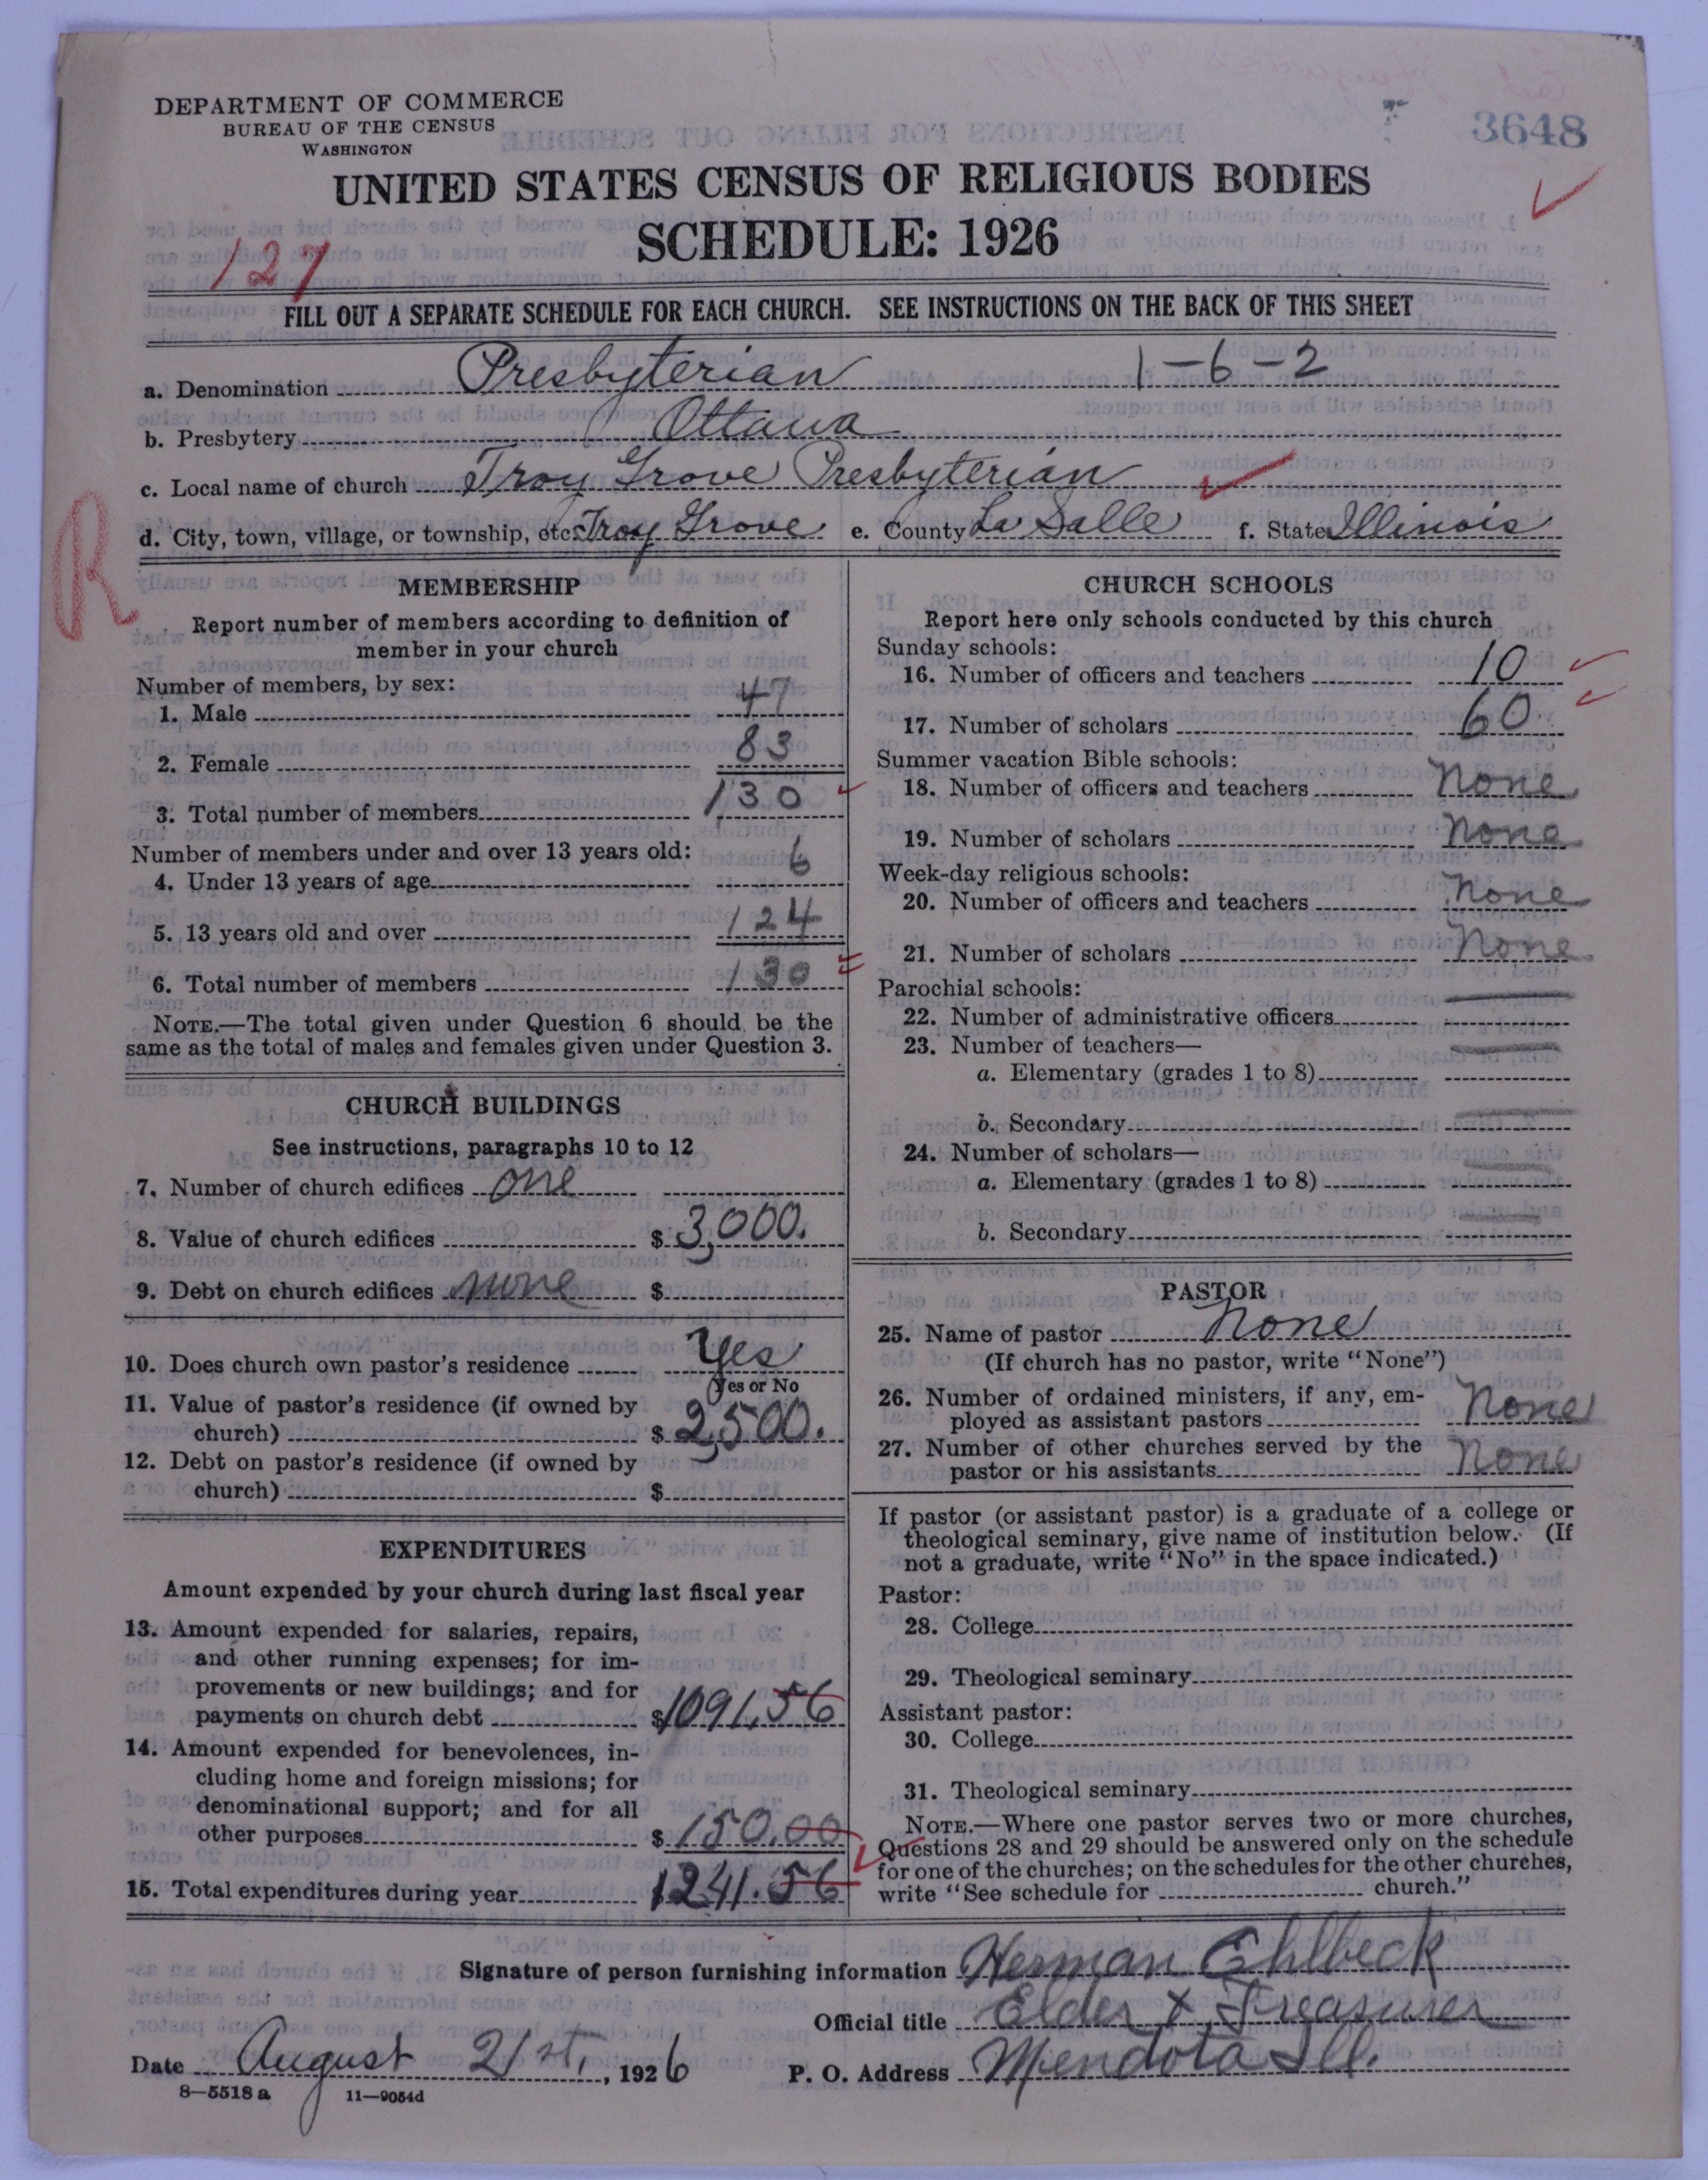 DEPARTMENT OF COMMERCE
BUREAU OF THE CENSUS
WASHINGTON
3648
UNITED STATES CENSUS OF RELIGIOUS BODIES
SCHEDULE: 1926
127
FILL OUT A SEPARATE SCHEDULE FOR EACH CHURCH. SEE INSTRUCTIONS ON THE BACK OF THIS SHEET
a. Denomination Presbyterian 1-6-2
b. Presbytery Ottawa
c. Local name of church Troy Grove Presbyterian
d. City, town, village, or township, etc. Troy Grove e. County La Salle f. State Illinois
R
MEMBERSHIP
Report number of members according to definition of
member in your church
Number of members, by sex:
1. Male 47
2. Female 83
3. Total number of members 130
Number of members under and over 13 years old:
4. Under 13 years of age 6
5. 13 years old and over 124
6. Total number of members 130
NOTE.—The total given under Question 6 should be the
same as the total of males and females given under Question 3.
CHURCH BUILDINGS
See instructions, paragraphs 10 to 12
7. Number of church edifices one
8. Value of church edifices $ 3,000.
9. Debt on church edifices none $
10. Does church own pastor's residence Yes
Yes or No
11. Value of pastor's residence (if owned by
church) $ 2,500.
12. Debt on pastor's residence (if owned by
church) $
EXPENDITURES
Amount expended by your church during last fiscal year
13. Amount expended for salaries, repairs,
and other running expenses; for im-
provements or new buildings; and for
payments on church debt $ 1091.56
14. Amount expended for benevolences, in-
cluding home and foreign missions; for
denominational support; and for all
other purposes $ 150.00
15. Total expenditures during year $ 1241.56
CHURCH SCHOOLS
Report here only schools conducted by this church
Sunday schools:
16. Number of officers and teachers 10
17. Number of scholars 60
Summer vacation Bible schools:
18. Number of officers and teachers None
19. Number of scholars None
Week-day religious schools:
20. Number of officers and teachers None
21. Number of scholars None
Parochial schools:
22. Number of administrative officers
23. Number of teachers—
a. Elementary (grades 1 to 8)
b. Secondary
24. Number of scholars—
a. Elementary (grades 1 to 8)
b. Secondary
PASTOR
25. Name of pastor None
(If church has no pastor, write "None")
26. Number of ordained ministers, if any, em-
ployed as assistant pastors None
27. Number of other churches served by the
pastor or his assistants None
If pastor (or assistant pastor) is a graduate of a college or
theological seminary, give name of institution below. (If
not a graduate, write "No" in the space indicated.)
Pastor:
28. College
29. Theological seminary
Assistant pastor:
30. College
31. Theological seminary
NOTE.—Where one pastor serves two or more churches,
Questions 28 and 29 should be answered only on the schedule
for one of the churches; on the schedules for the other churches,
write "See schedule for church."
Signature of person furnishing information Herman Ehlbeck
Official title Elder & Treasurer
Date August 21st, 1926 P. O. Address Mendota Ill.
8—5518 a 11—9054d